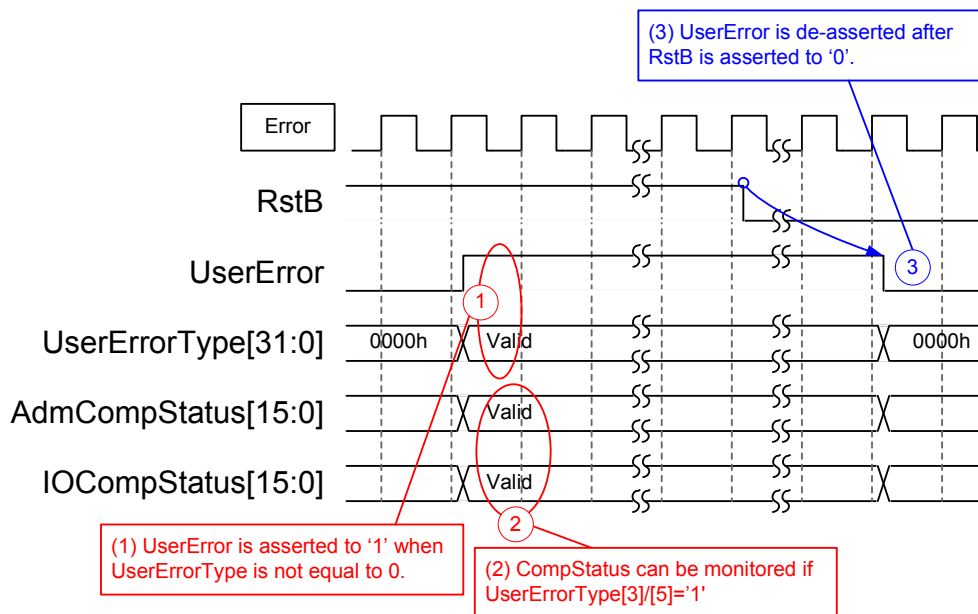 (3) UserError is de-asserted after
RstB is asserted to ‘0’.
Error
RstB
UserError
3
1
UserErrorType[31:0]
0000h
Valid
0000h
AdmCompStatus[15:0]
Valid
IOCompStatus[15:0]
Valid
2
(1) UserError is asserted to ‘1’ when
UserErrorType is not equal to 0.
(2) CompStatus can be monitored if
UserErrorType[3]/[5]=’1'